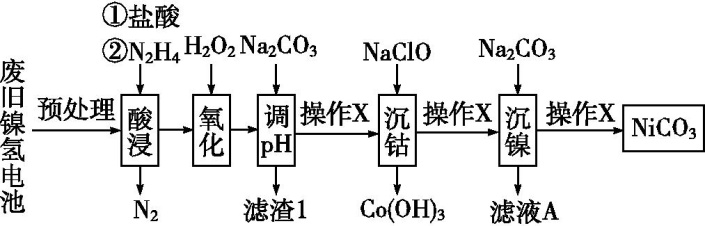 ①盐酸
②N₂H₄ H₂O₂ Na₂CO₃ NaClO Na₂CO₃
废旧镍氢电池 预处理 酸浸 氧化 调pH 操作X 沉钴 操作X 沉镍 操作X NiCO₃
N₂ 滤渣1 Co(OH)₃ 滤液A